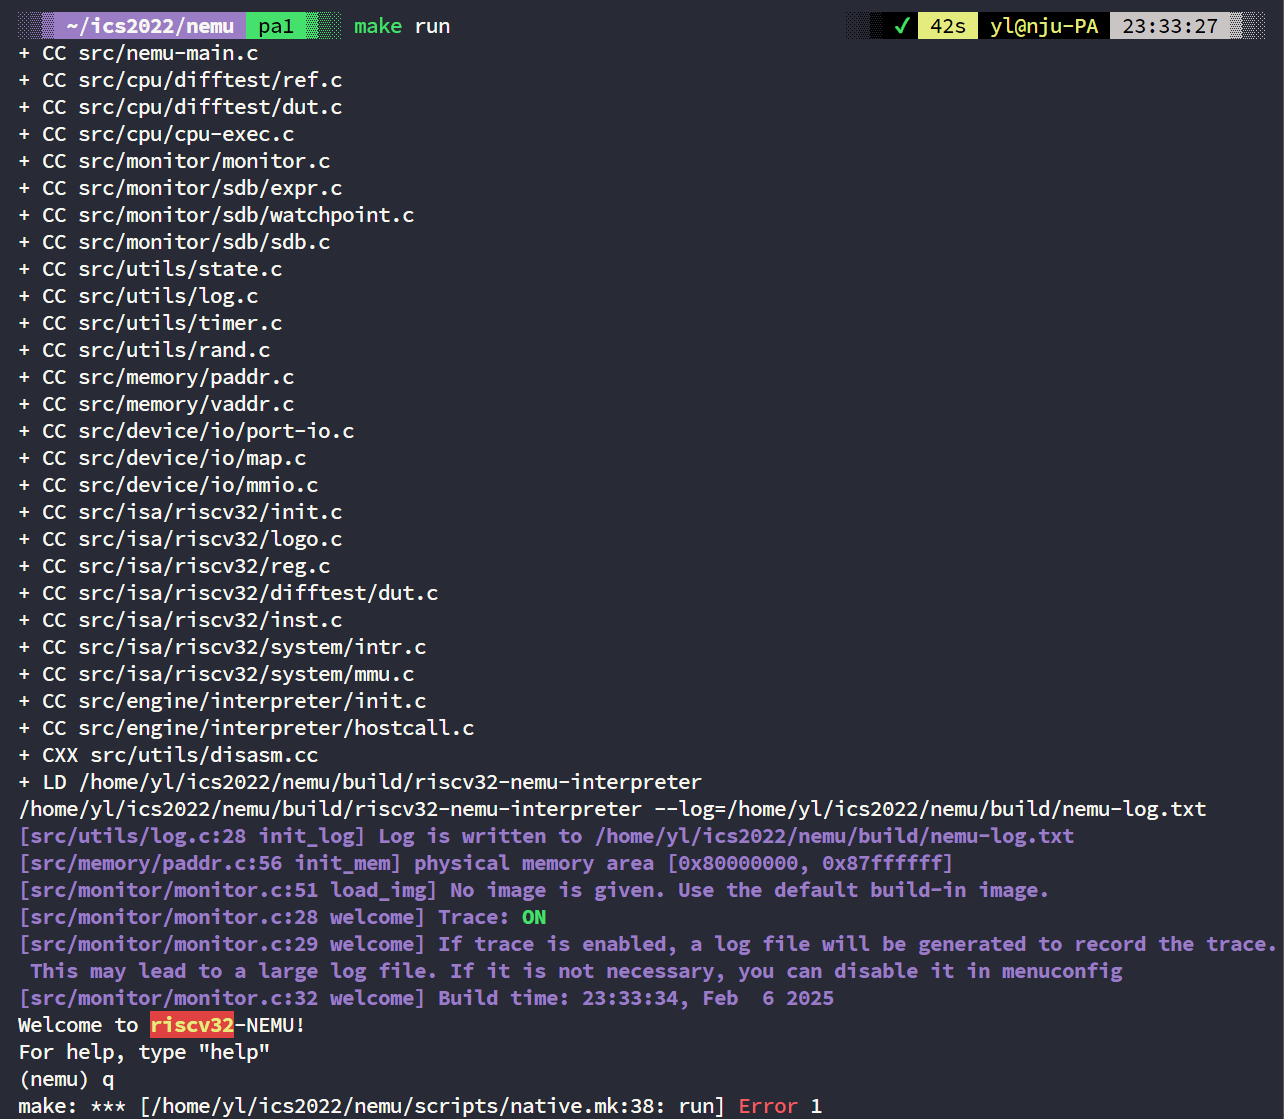 ~/ics2022/nemu pa1 make run ✓ 42s yl@nju-PA 23:33:27
+ CC src/nemu-main.c
+ CC src/cpu/difftest/ref.c
+ CC src/cpu/difftest/dut.c
+ CC src/cpu/cpu-exec.c
+ CC src/monitor/monitor.c
+ CC src/monitor/sdb/expr.c
+ CC src/monitor/sdb/watchpoint.c
+ CC src/monitor/sdb/sdb.c
+ CC src/utils/state.c
+ CC src/utils/log.c
+ CC src/utils/timer.c
+ CC src/utils/rand.c
+ CC src/memory/paddr.c
+ CC src/memory/vaddr.c
+ CC src/device/io/port-io.c
+ CC src/device/io/map.c
+ CC src/device/io/mmio.c
+ CC src/isa/riscv32/init.c
+ CC src/isa/riscv32/logo.c
+ CC src/isa/riscv32/reg.c
+ CC src/isa/riscv32/difftest/dut.c
+ CC src/isa/riscv32/inst.c
+ CC src/isa/riscv32/system/intr.c
+ CC src/isa/riscv32/system/mmu.c
+ CC src/engine/interpreter/init.c
+ CC src/engine/interpreter/hostcall.c
+ CXX src/utils/disasm.cc
+ LD /home/yl/ics2022/nemu/build/riscv32-nemu-interpreter
/home/yl/ics2022/nemu/build/riscv32-nemu-interpreter --log=/home/yl/ics2022/nemu/build/nemu-log.txt
[src/utils/log.c:28 init_log] Log is written to /home/yl/ics2022/nemu/build/nemu-log.txt
[src/memory/paddr.c:56 init_mem] physical memory area [0x80000000, 0x87ffffff]
[src/monitor/monitor.c:51 load_img] No image is given. Use the default build-in image.
[src/monitor/monitor.c:28 welcome] Trace: ON
[src/monitor/monitor.c:29 welcome] If trace is enabled, a log file will be generated to record the trace.
This may lead to a large log file. If it is not necessary, you can disable it in menuconfig
[src/monitor/monitor.c:32 welcome] Build time: 23:33:34, Feb  6 2025
Welcome to riscv32-NEMU!
For help, type "help"
(nemu) q
make: *** [/home/yl/ics2022/nemu/scripts/native.mk:38: run] Error 1